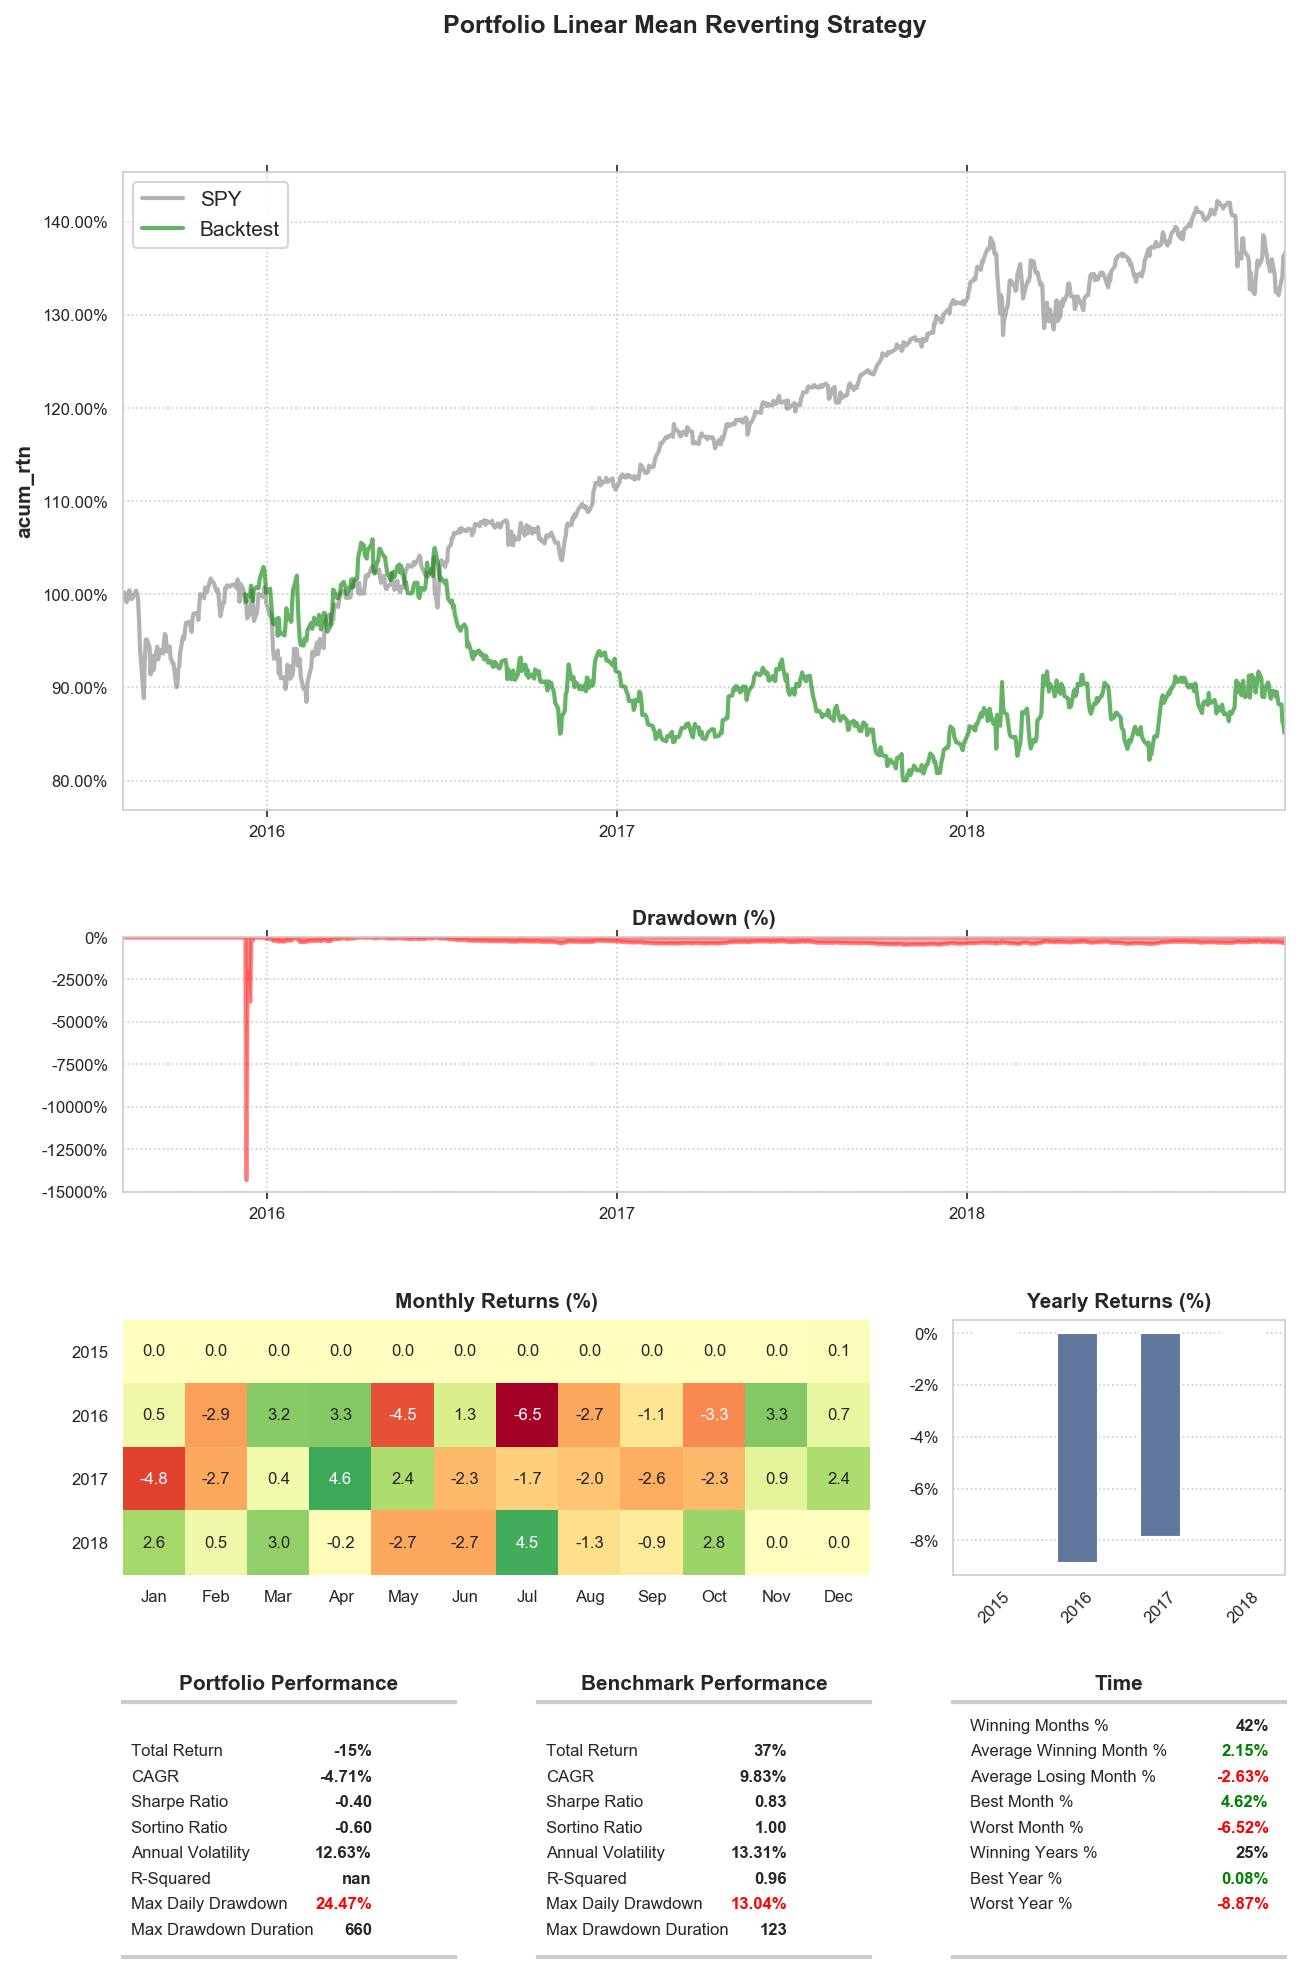 Portfolio Linear Mean Reverting Strategy
SPY
Backtest
140.00%
130.00%
120.00%
110.00%
100.00%
90.00%
80.00%
acum_rtn
2016 2017 2018
Drawdown (%)
0%
-2500%
-5000%
-7500%
-10000%
-12500%
-15000%
2016 2017 2018
Monthly Returns (%)
2015 0.0 0.0 0.0 0.0 0.0 0.0 0.0 0.0 0.0 0.0 0.0 0.1
2016 0.5 -2.9 3.2 3.3 -4.5 1.3 -6.5 -2.7 -1.1 -3.3 3.3 0.7
2017 -4.8 -2.7 0.4 4.6 2.4 -2.3 -1.7 -2.0 -2.6 -2.3 0.9 2.4
2018 2.6 0.5 3.0 -0.2 -2.7 -2.7 4.5 -1.3 -0.9 2.8 0.0 0.0
Jan Feb Mar Apr May Jun Jul Aug Sep Oct Nov Dec
Yearly Returns (%)
0%
-2%
-4%
-6%
-8%
2015 2016 2017 2018
Portfolio Performance
Total Return -15%
CAGR -4.71%
Sharpe Ratio -0.40
Sortino Ratio -0.60
Annual Volatility 12.63%
R-Squared nan
Max Daily Drawdown 24.47%
Max Drawdown Duration 660
Benchmark Performance
Total Return 37%
CAGR 9.83%
Sharpe Ratio 0.83
Sortino Ratio 1.00
Annual Volatility 13.31%
R-Squared 0.96
Max Daily Drawdown 13.04%
Max Drawdown Duration 123
Time
Winning Months % 42%
Average Winning Month % 2.15%
Average Losing Month % -2.63%
Best Month % 4.62%
Worst Month % -6.52%
Winning Years % 25%
Best Year % 0.08%
Worst Year % -8.87%